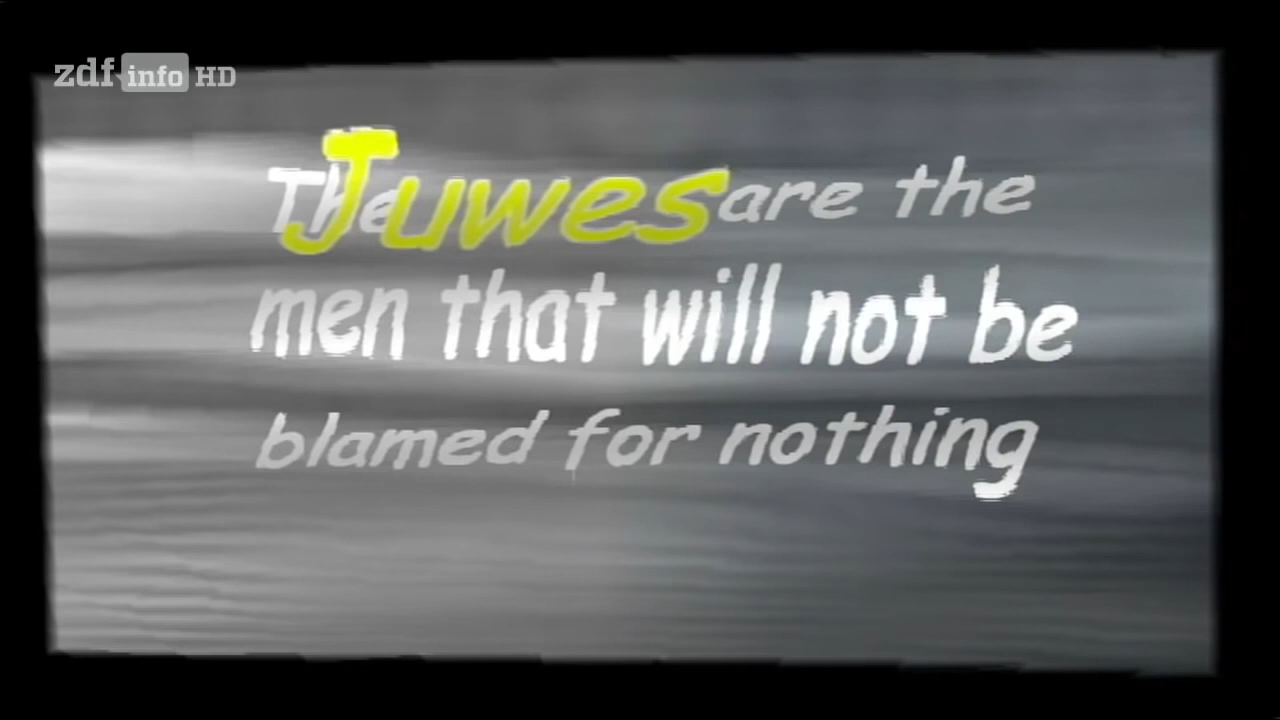 zdf info HD
The Juwes are the
men that will not be
blamed for nothing